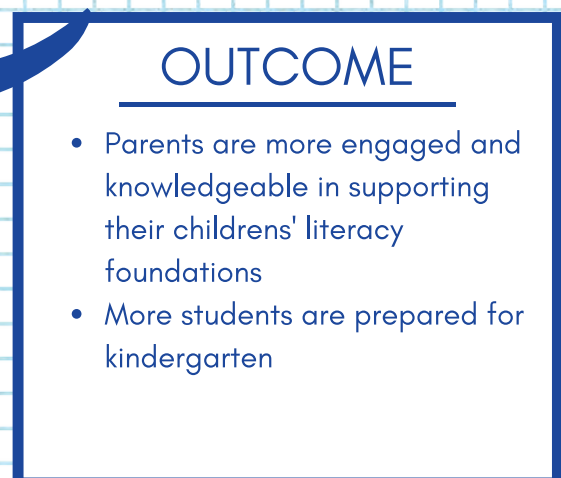 OUTCOME
• Parents are more engaged and
knowledgeable in supporting
their childrens' literacy
foundations
• More students are prepared for
kindergarten